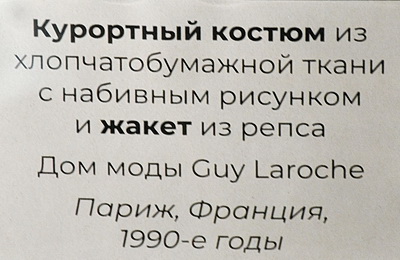 Курортный костюм из
хлопчатобумажной ткани
с набивным рисунком
и жакет из репса
Дом моды Guy Laroche
Париж, Франция,
1990-е годы